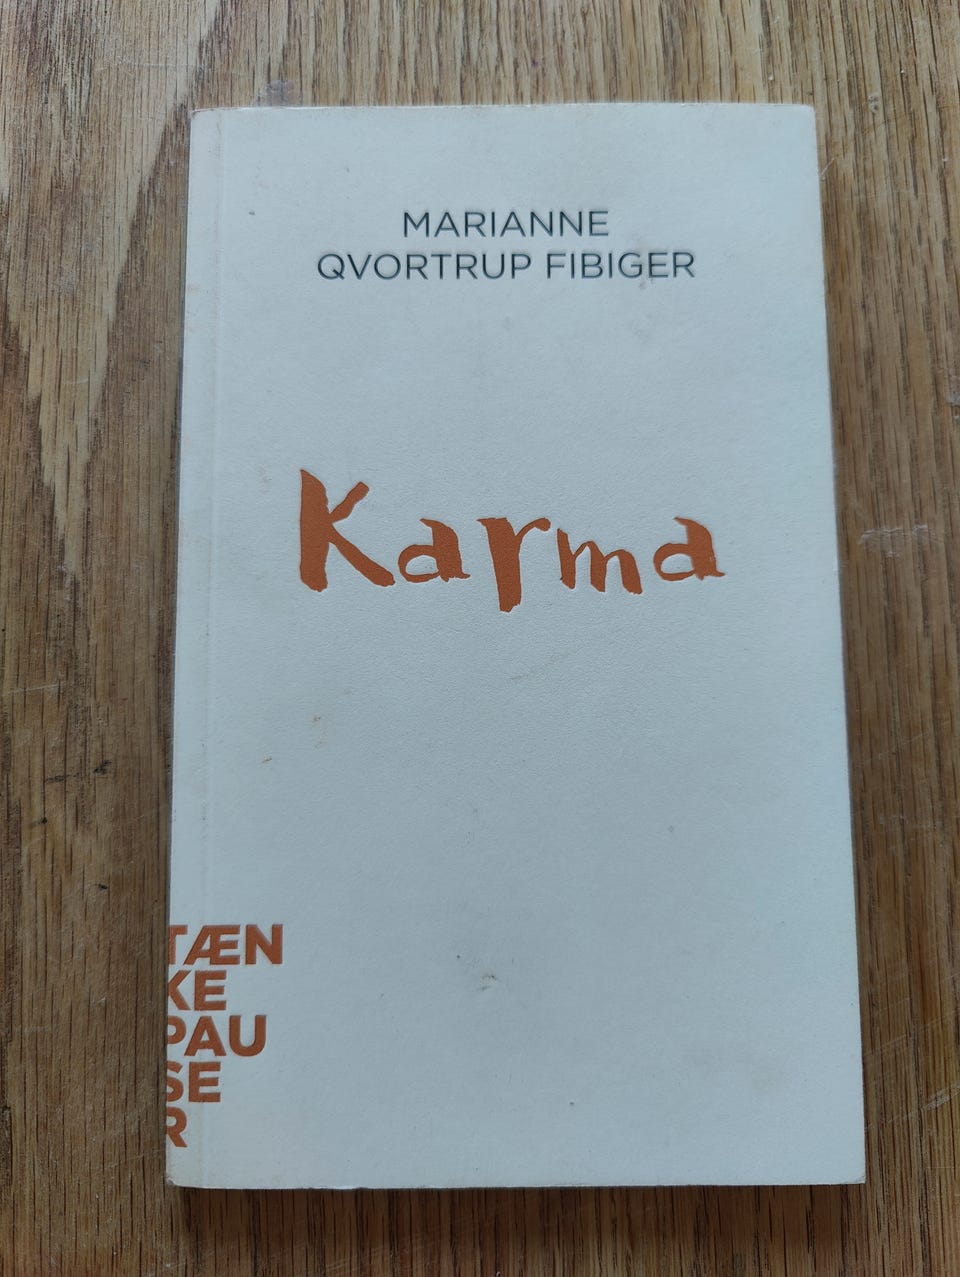 MARIANNE
QVORTRUP FIBIGER
Karma
TÆN
KE
PAU
SE
R